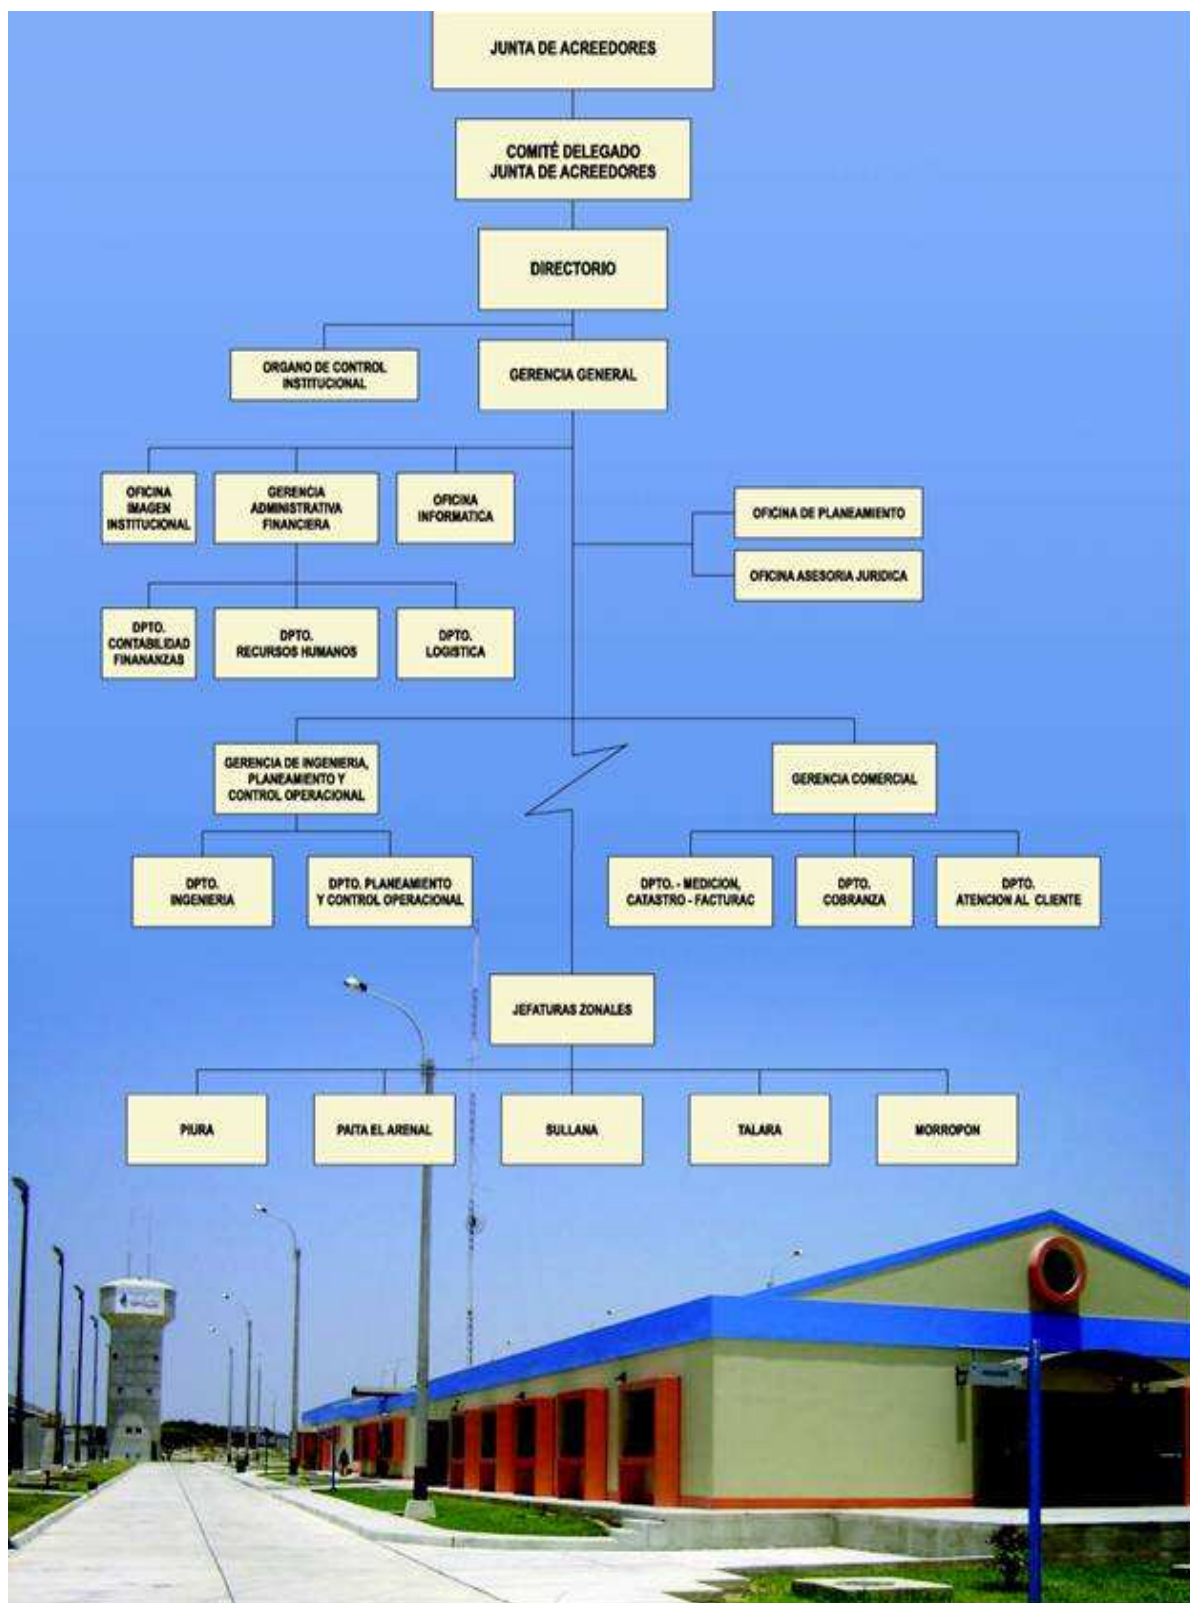 JUNTA DE ACREEDORES
COMITÉ DELEGADO
JUNTA DE ACREEDORES
DIRECTORIO
ORGANO DE CONTROL
INSTITUCIONAL
GERENCIA GENERAL
OFICINA
IMAGEN
INSTITUCIONAL
GERENCIA
ADMINISTRATIVA
FINANCIERA
OFICINA
INFORMATICA
OFICINA DE PLANEAMIENTO
OFICINA ASESORIA JURIDICA
DPTO.
CONTABILIDAD
FINANANZAS
DPTO.
RECURSOS HUMANOS
DPTO.
LOGISTICA
GERENCIA DE INGENIERIA,
PLANEAMIENTO Y
CONTROL OPERACIONAL
GERENCIA COMERCIAL
DPTO.
INGENIERIA
DPTO. PLANEAMIENTO
Y CONTROL OPERACIONAL
DPTO. - MEDICION,
CATASTRO - FACTURAC
DPTO.
COBRANZA
DPTO.
ATENCION AL CLIENTE
JEFATURAS ZONALES
PIURA
PAITA EL ARENAL
SULLANA
TALARA
MORROPON